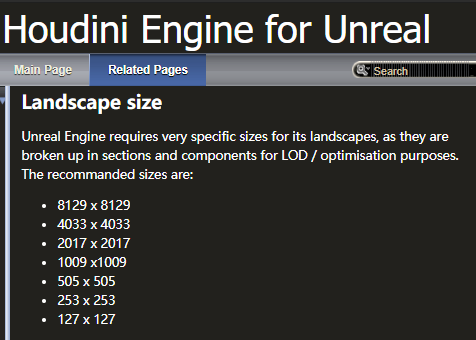 Houdini Engine for Unreal
Main Page Related Pages Search
Landscape size
Unreal Engine requires very specific sizes for its landscapes, as they are
broken up in sections and components for LOD / optimisation purposes.
The recommanded sizes are:
• 8129 x 8129
• 4033 x 4033
• 2017 x 2017
• 1009 x1009
• 505 x 505
• 253 x 253
• 127 x 127